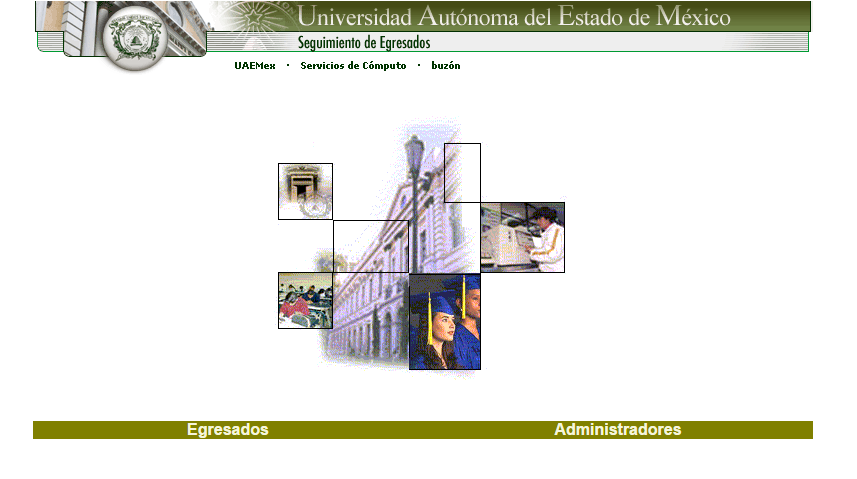 Universidad Autónoma del Estado de México
Seguimiento de Egresados
UAEMex · Servicios de Cómputo · buzón
Egresados Administradores